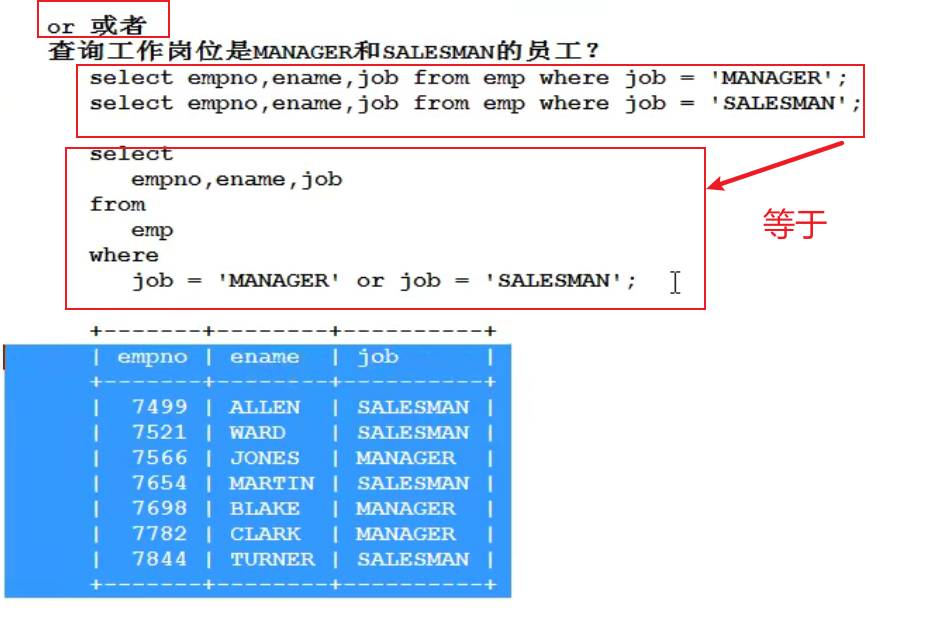 or 或者
查询工作岗位是MANAGER和SALESMAN的员工？
select empno,ename,job from emp where job = 'MANAGER';
select empno,ename,job from emp where job = 'SALESMAN';
select
empno,ename,job
from
emp
where
job = 'MANAGER' or job = 'SALESMAN';
等于
+-------+--------+----------+
| empno | ename  | job      |
+-------+--------+----------+
|  7499 | ALLEN  | SALESMAN |
|  7521 | WARD   | SALESMAN |
|  7566 | JONES  | MANAGER  |
|  7654 | MARTIN | SALESMAN |
|  7698 | BLAKE  | MANAGER  |
|  7782 | CLARK  | MANAGER  |
|  7844 | TURNER | SALESMAN |
+-------+--------+----------+